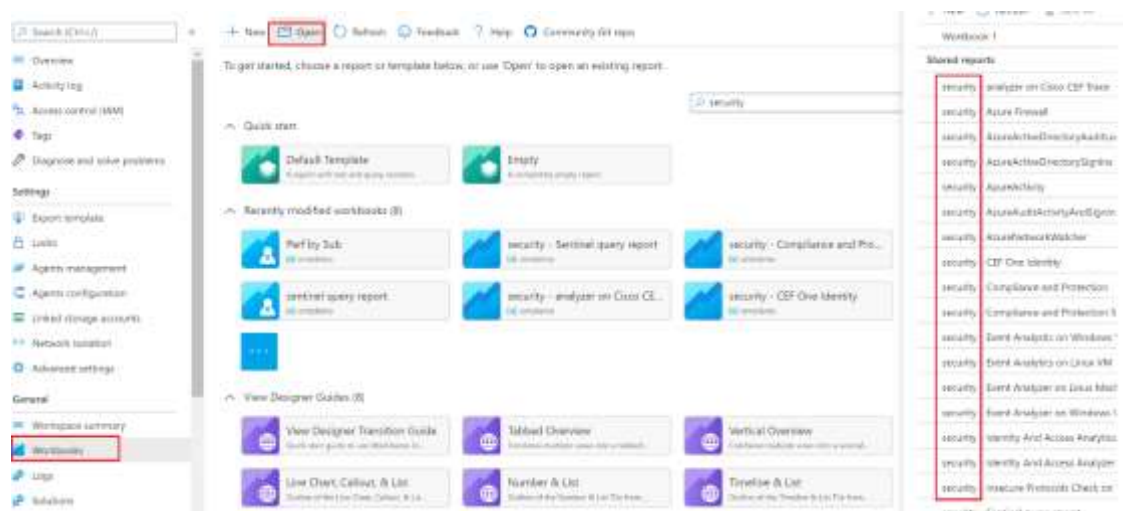 Search (Ctrl+/)
Overview
Activity log
Access control (IAM)
Tags
Diagnose and solve problems
Settings
Export template
Locks
Agents management
Agents configuration
Linked storage accounts
Network Isolation
Advanced settings
General
Workspace summary
Workbooks
Logs
Solutions
+ New Open Refresh Feedback ? Help Community Git repo
To get started, choose a report or template below, or use 'Open' to open an existing report.
security
Quick start
Default Template
Empty
A completely empty report.
Recently modified workbooks (8)
Perf by Sub
security - Sentinel query report
security - Compliance and Pro...
sentinel query report
security - analyzer on Cisco CE...
security - CEF One Identity
...
View Designer Guides (8)
View Designer Transition Guide
Tabbed Overview
Vertical Overview
Line Chart, Callout, & List
Number & List
Timeline & List
Workbook 1
Shared reports
security analyzer on Cisco CEF Trace
security Azure Firewall
security AzureActiveDirectoryAuditLo
security AzureActiveDirectorySignins
security AzureActivity
security AzureAuditActivityAndSignin
security AzureNetworkWatcher
security CEF One Identity
security Compliance and Protection
security Compliance and Protection
security Event Analytics on Windows
security Event Analytics on Linux VM
security Event Analyzer on Linux
security Event Analyzer on Windows
security Identity And Access Analytics
security Identity And Access Analyzer
security Insecure Protocols Check on